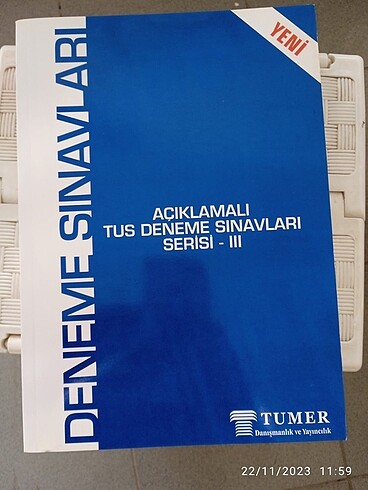 YENİ
DENEME SINAVLARI
AÇIKLAMALI
TUS DENEME SINAVLARI
SERİSİ - III
TUMER
Danışmanlık ve Yayıncılık
22/11/2023 11:59